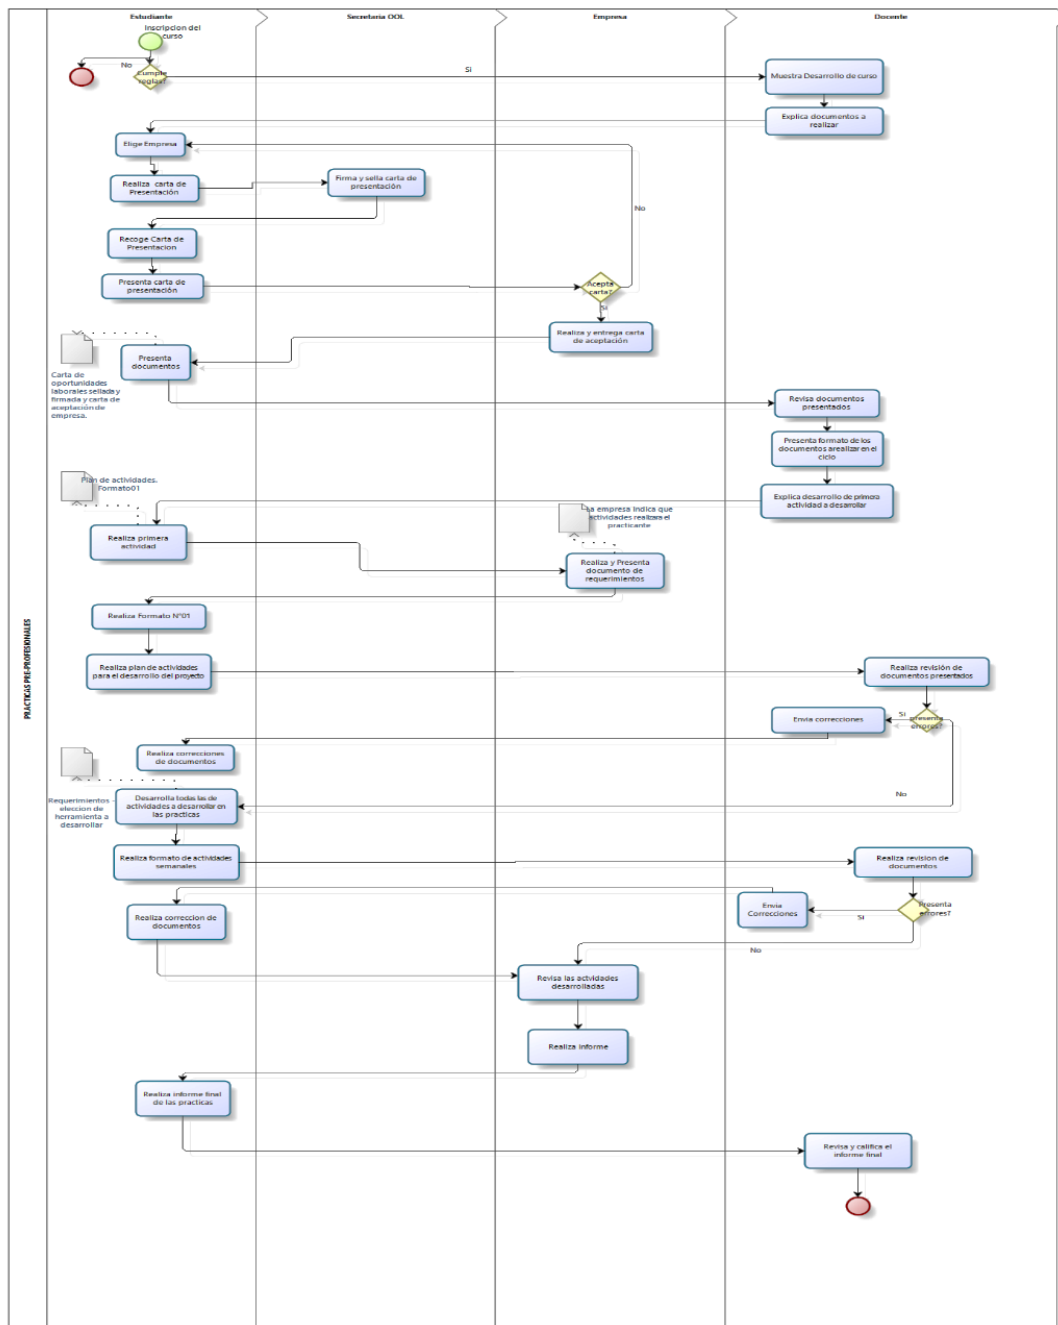 Estudiante
Secretaria OOL
Empresa
Docente
PRACTICAS PRE-PROFESIONALES
Inscripcion del
curso
No
Cumple
reglas?
Si
Muestra Desarrollo de curso
Explica documentos a
realizar
Elige Empresa
Realiza carta de
Presentación
Firma y sella carta de
presentación
No
Recoge Carta de
Presentacion
Presenta carta de
presentación
Acepta
carta?
Si
Realiza y entrega carta
de aceptación
Presenta
documentos
Carta de
oportunidades
laborales sellada y
firmada y carta de
aceptación de
empresa.
Revisa documentos
presentados
Presenta formato de los
documentos a realizar en el
ciclo
Explica desarrollo de primera
actividad a desarrollar
Plan de actividades.
Formato01
La empresa indica que
actividades realizara el
practicante
Realiza primera
actividad
Realiza y Presenta
documento de
requerimientos
Realiza Formato N°01
Realiza plan de actividades
para el desarrollo del proyecto
Realiza revisión de
documentos presentados
Envia correcciones
Si
presenta
errores?
Realiza correcciones
de documentos
No
Requerimientos -
eleccion de
herramienta a
desarrollar
Desarrolla todas las de
actividades a desarrollar en
las practicas
Realiza formato de actividades
semanales
Realiza revision de
documentos
Envia
Correcciones
Si
Presenta
errores?
Realiza correccion de
documentos
No
Revisa las actividades
desarrolladas
Realiza Informe
Realiza informe final
de las practicas
Revisa y califica el
informe final